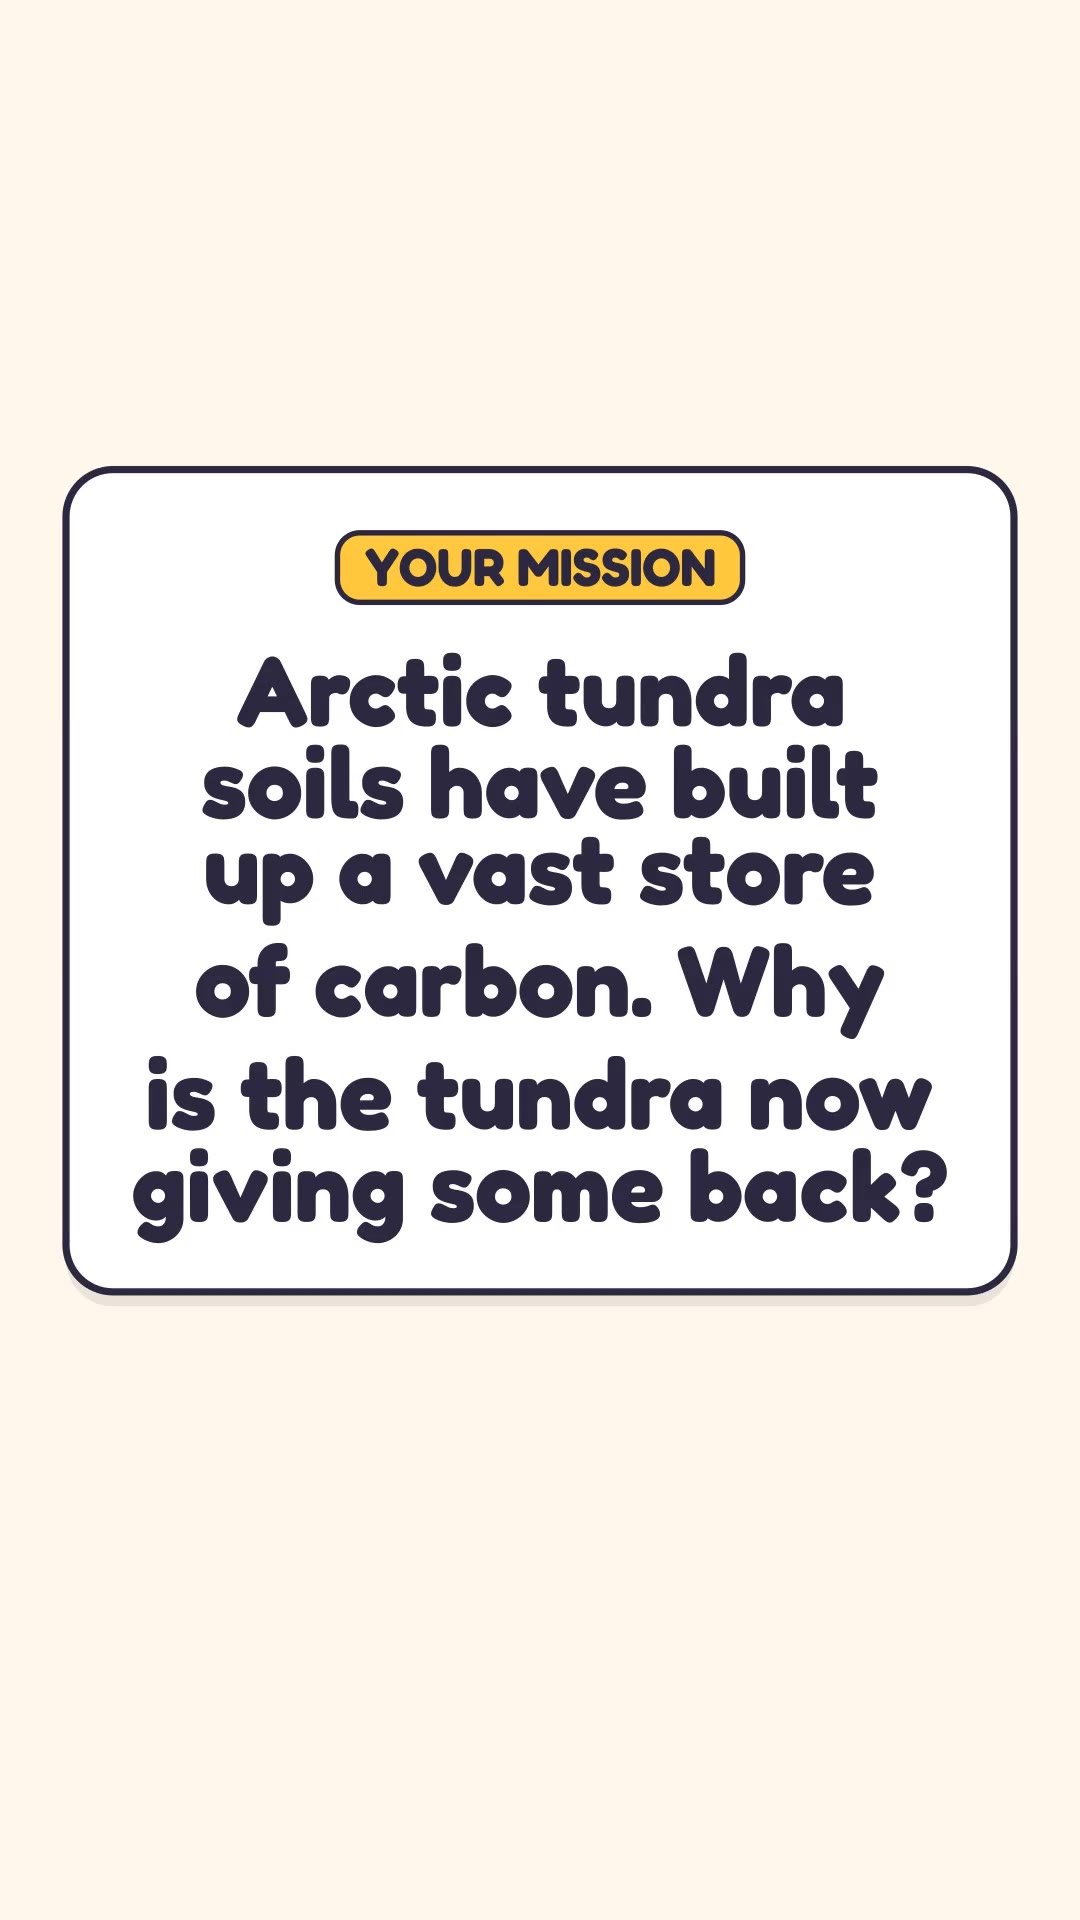 YOUR MISSION
Arctic tundra
soils have built
up a vast store
of carbon. Why
is the tundra now
giving some back?